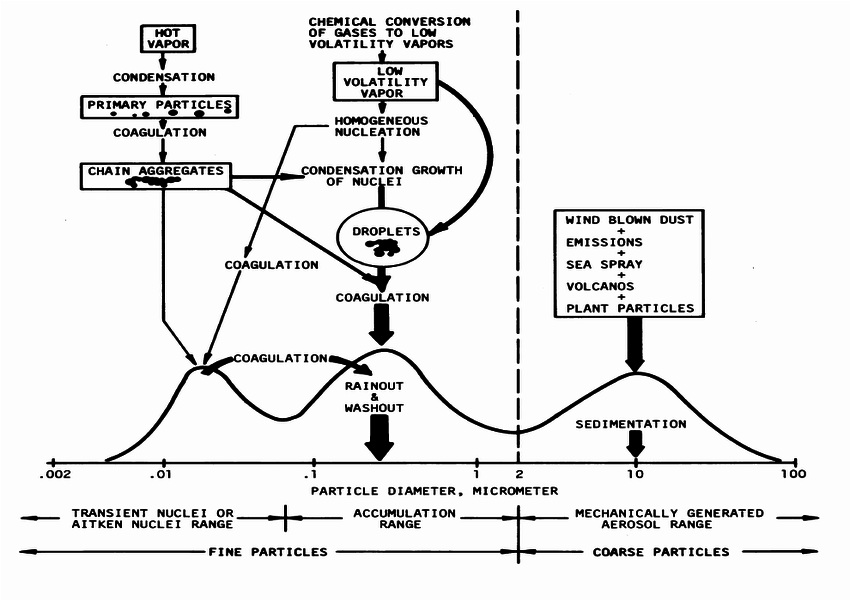 HOT
VAPOR
CONDENSATION
PRIMARY PARTICLES
COAGULATION
CHAIN AGGREGATES
CHEMICAL CONVERSION
OF GASES TO LOW
VOLATILITY VAPORS
LOW
VOLATILITY
VAPOR
HOMOGENEOUS
NUCLEATION
CONDENSATION GROWTH
OF NUCLEI
DROPLETS
COAGULATION
COAGULATION
COAGULATION
RAINOUT
&
WASHOUT
WIND BLOWN DUST
+
EMISSIONS
+
SEA SPRAY
+
VOLCANOS
+
PLANT PARTICLES
SEDIMENTATION
.002 .01 .1 1 2 10 100
PARTICLE DIAMETER, MICROMETER
TRANSIENT NUCLEI OR
AITKEN NUCLEI RANGE
ACCUMULATION
RANGE
MECHANICALLY GENERATED
AEROSOL RANGE
FINE PARTICLES
COARSE PARTICLES